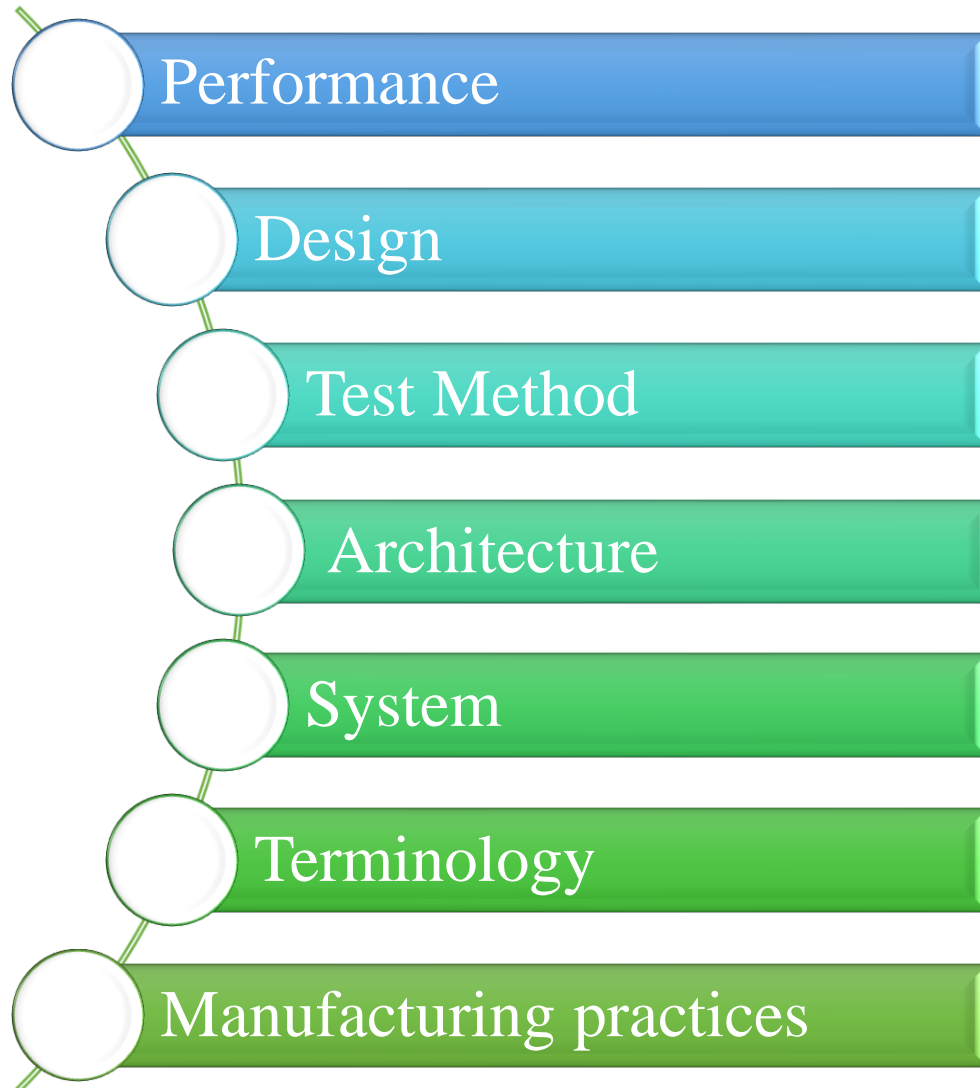 Performance
Design
Test Method
Architecture
System
Terminology
Manufacturing practices